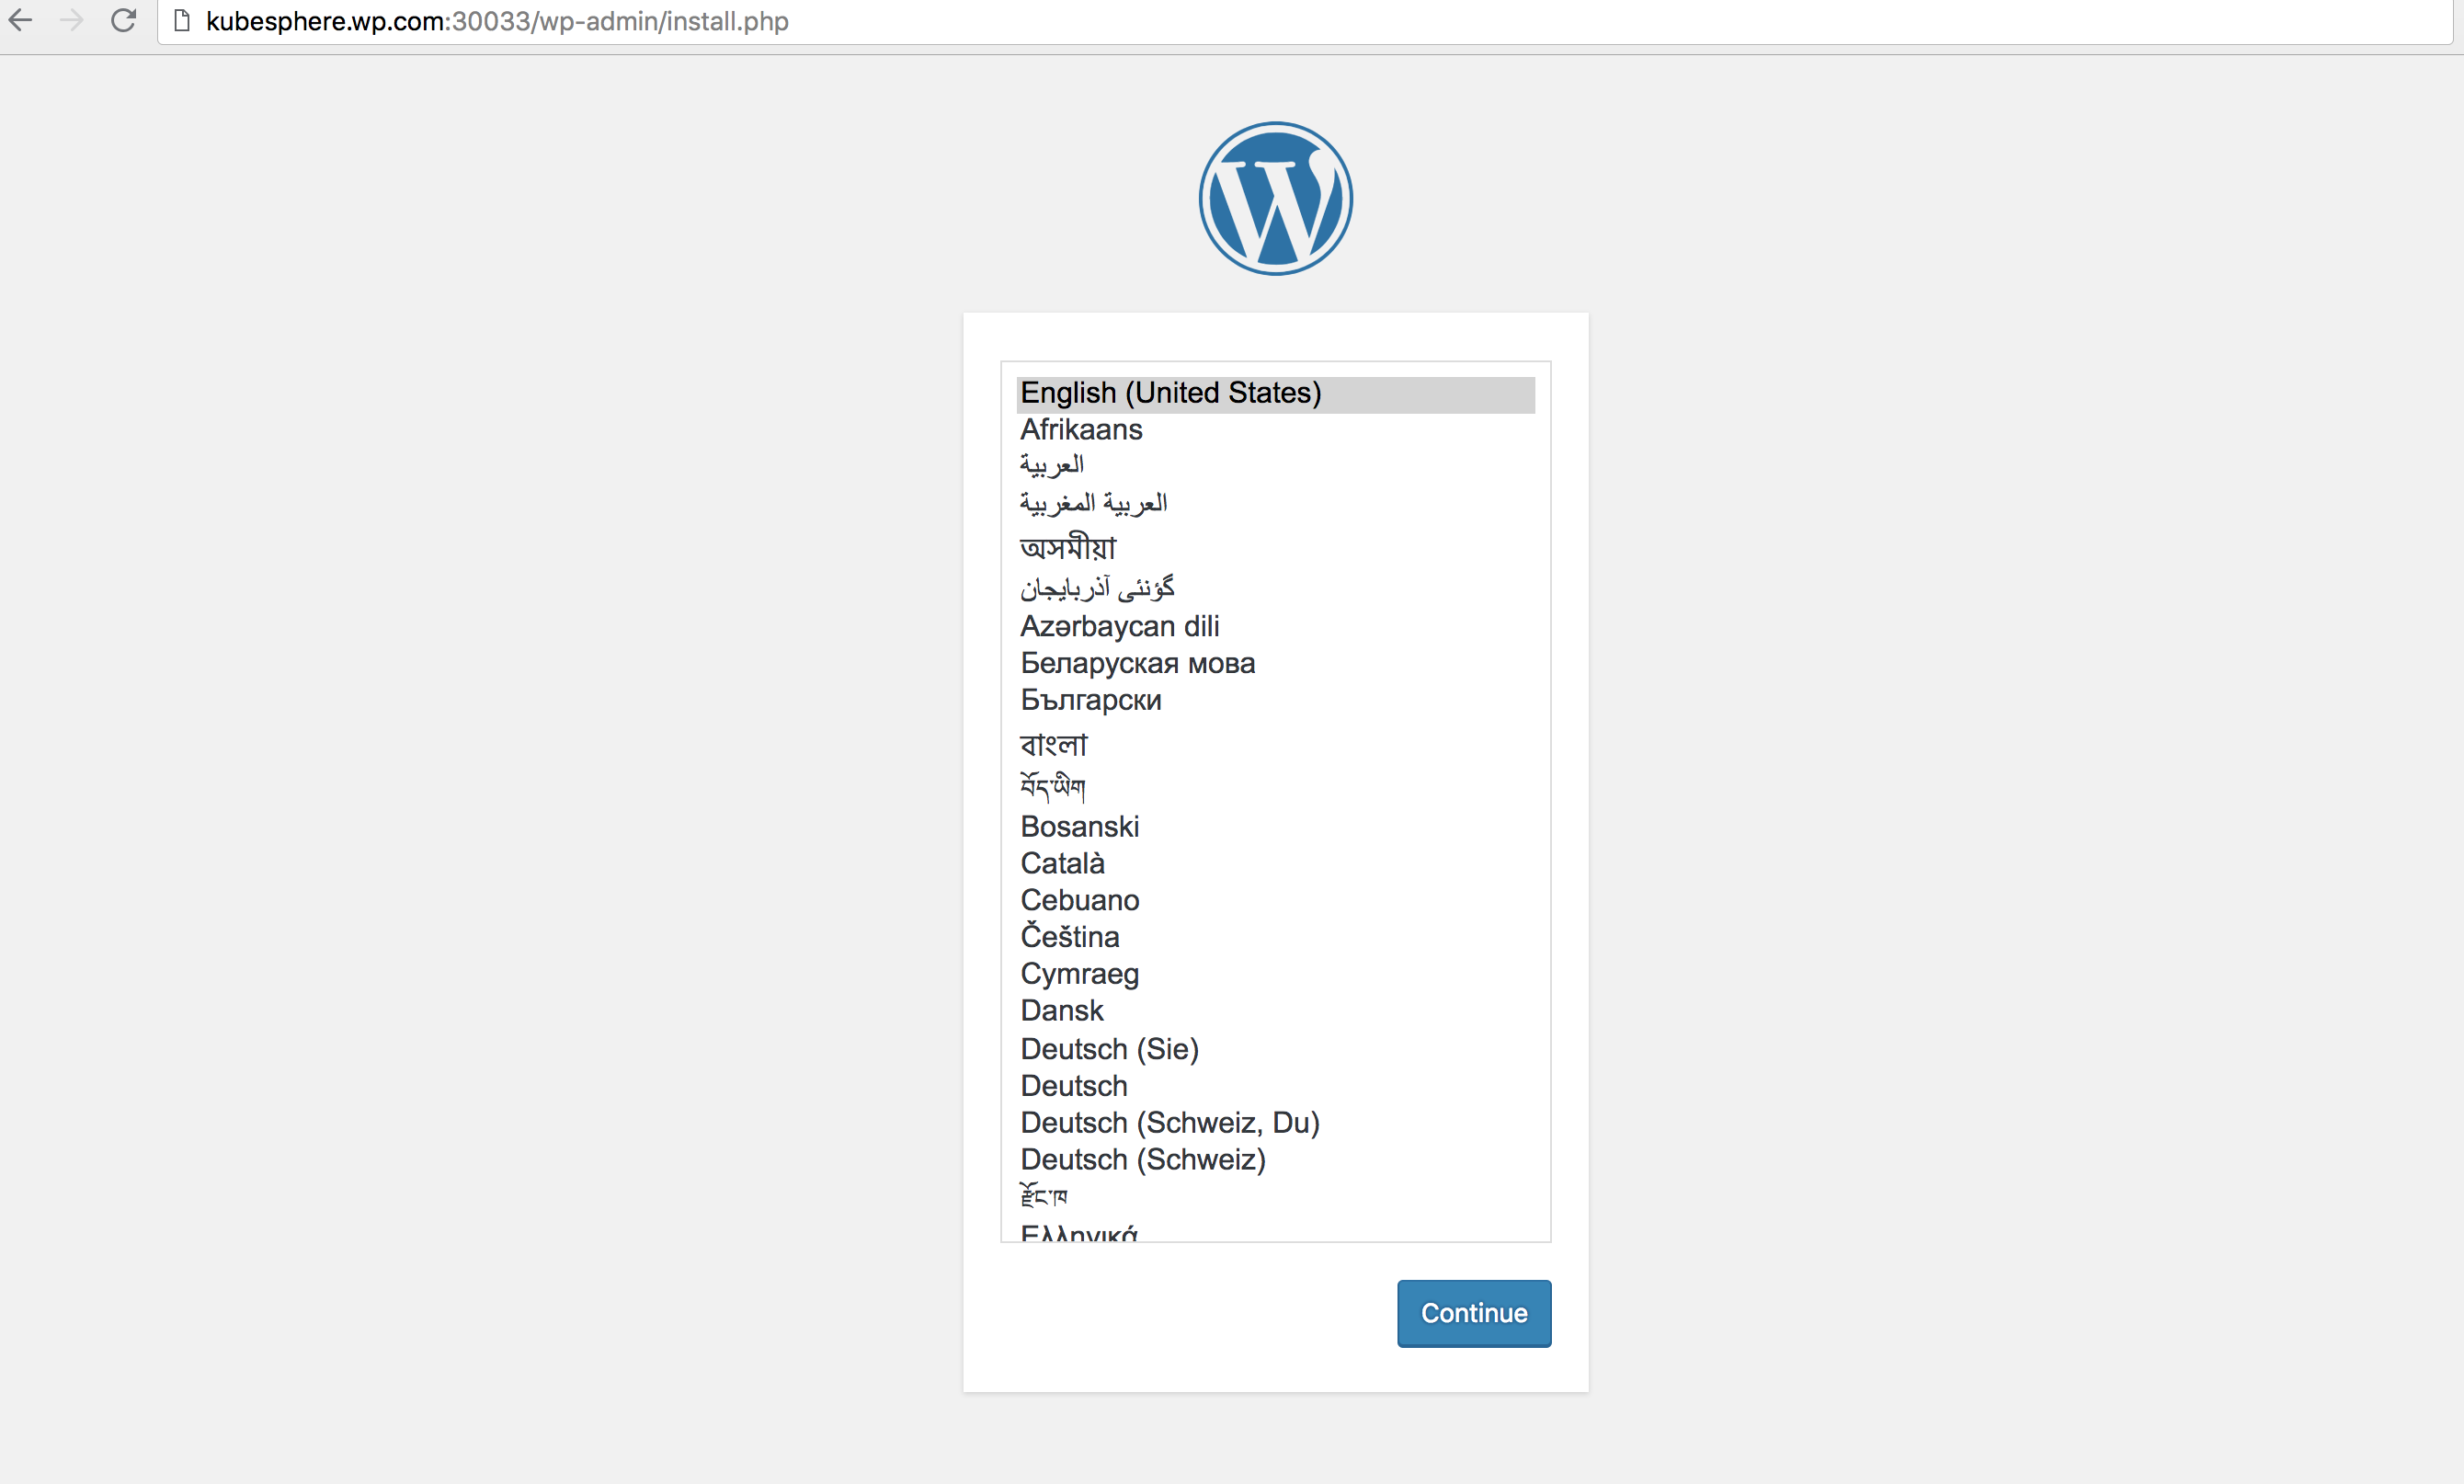 kubesphere.wp.com:30033/wp-admin/install.php
English (United States)
Afrikaans
العربية
العربية المغربية
অসমীয়া
گؤنئی آذربایجان
Azərbaycan dili
Беларуская мова
Български
বাংলা
བོད་ཡིག
Bosanski
Català
Cebuano
Čeština
Cymraeg
Dansk
Deutsch (Sie)
Deutsch
Deutsch (Schweiz, Du)
Deutsch (Schweiz)
རྫོང་ཁ
Ελληνικά
Continue